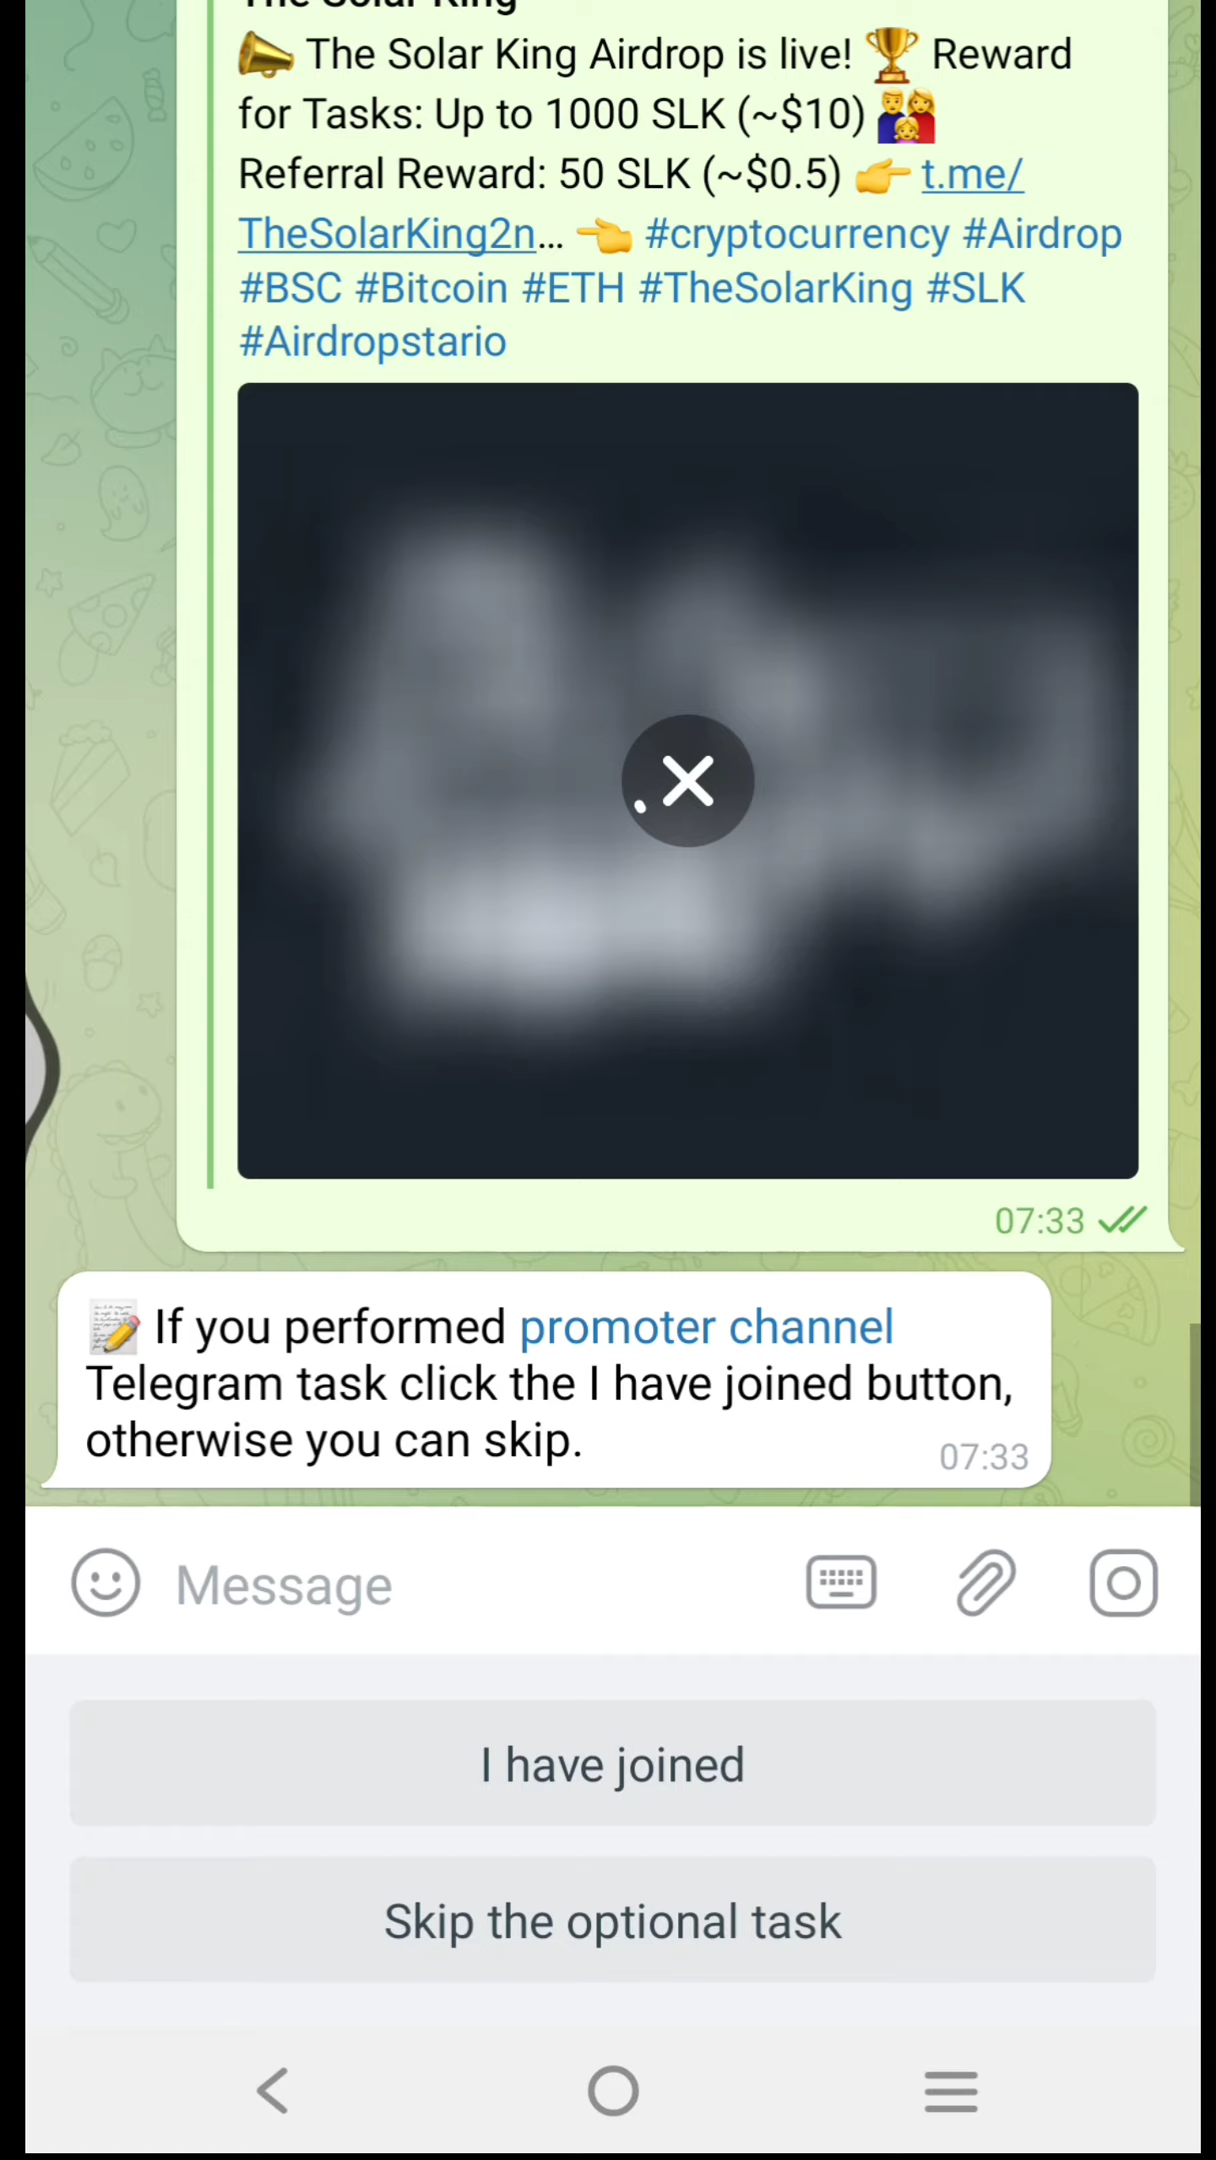 The Solar King
📣 The Solar King Airdrop is live! 🏆 Reward
for Tasks: Up to 1000 SLK (~$10) 👨‍👩‍👧
Referral Reward: 50 SLK (~$0.5) 👉 t.me/
TheSolarKing2n... 👈 #cryptocurrency #Airdrop
#BSC #Bitcoin #ETH #TheSolarKing #SLK
#Airdropstario
07:33
📝 If you performed promoter channel
Telegram task click the I have joined button,
otherwise you can skip.
07:33
Message
I have joined
Skip the optional task